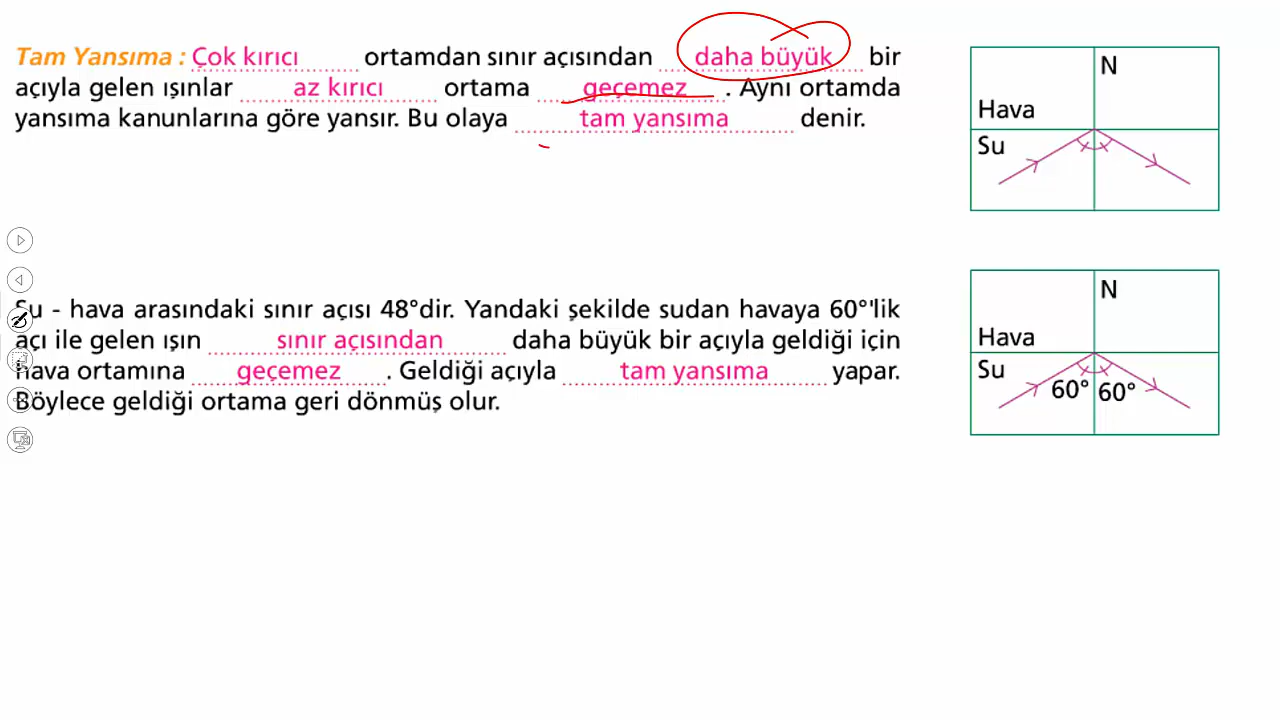 Tam Yansıma : Çok kırıcı ortamdan sınır açısından daha büyük bir
açıyla gelen ışınlar az kırıcı ortama geçemez . Aynı ortamda
yansıma kanunlarına göre yansır. Bu olaya tam yansıma denir.
N
Hava
Su
Su - hava arasındaki sınır açısı 48°dir. Yandaki şekilde sudan havaya 60°'lik
açı ile gelen ışın sınır açısından daha büyük bir açıyla geldiği için
hava ortamına geçemez . Geldiği açıyla tam yansıma yapar.
Böylece geldiği ortama geri dönmüş olur.
N
Hava
Su
60° 60°